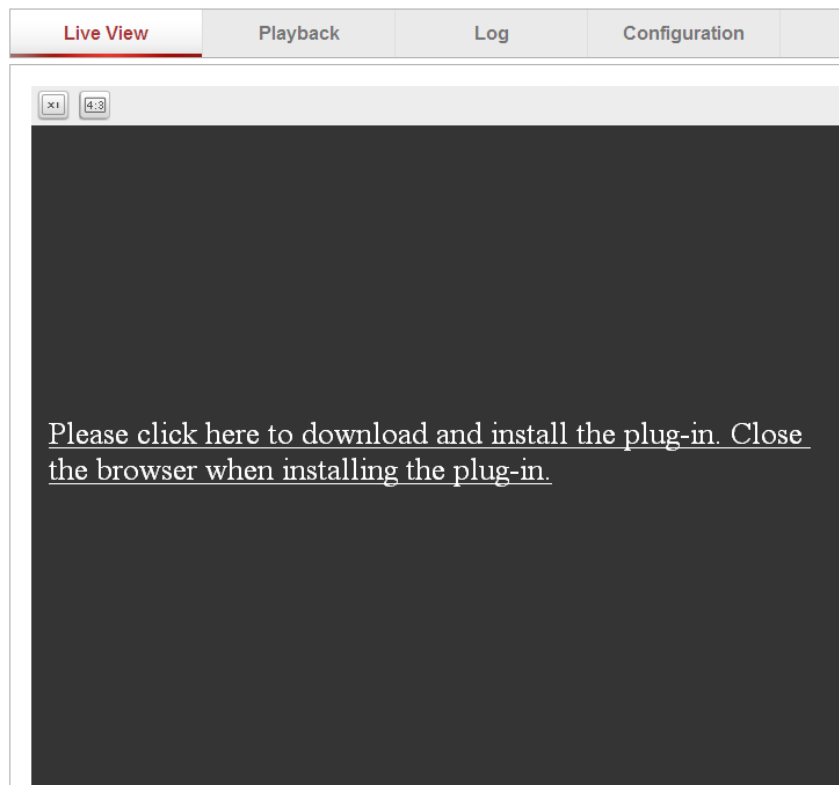 Live View Playback Log Configuration
X1 4:3
Please click here to download and install the plug-in. Close
the browser when installing the plug-in.